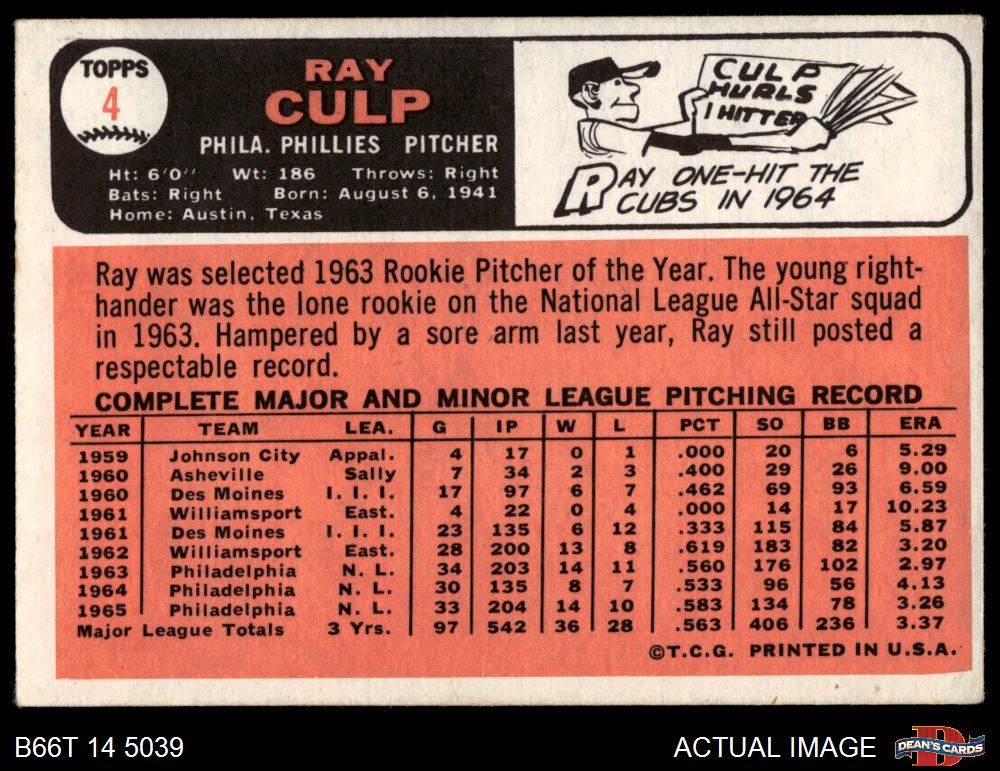 TOPPS
4
RAY
CULP
PHILA. PHILLIES PITCHER
Ht: 6'0" Wt: 186 Throws: Right
Bats: Right Born: August 6, 1941
Home: Austin, Texas
CULP
HURLS
1 HITTER
RAY ONE-HIT THE
CUBS IN 1964
Ray was selected 1963 Rookie Pitcher of the Year. The young right-
hander was the lone rookie on the National League All-Star squad
in 1963. Hampered by a sore arm last year, Ray still posted a
respectable record.
COMPLETE MAJOR AND MINOR LEAGUE PITCHING RECORD
YEAR TEAM LEA. G IP W L PCT SO BB ERA
1959 Johnson City Appal. 4 17 0 1 .000 20 6 5.29
1960 Asheville Sally 7 34 2 3 .400 29 26 9.00
1960 Des Moines I. I. I. 17 97 6 7 .462 69 93 6.59
1961 Williamsport East. 4 22 0 4 .000 14 17 10.23
1961 Des Moines I. I. I. 23 135 6 12 .333 115 84 5.87
1962 Williamsport East. 28 200 13 8 .619 183 82 3.20
1963 Philadelphia N. L. 34 203 14 11 .560 176 102 2.97
1964 Philadelphia N. L. 30 135 8 7 .533 96 56 4.13
1965 Philadelphia N. L. 33 204 14 10 .583 134 78 3.26
Major League Totals 3 Yrs. 97 542 36 28 .563 406 236 3.37
©T.C.G. PRINTED IN U.S.A.
B66T 14 5039
ACTUAL IMAGE
D
DEAN'S CARDS